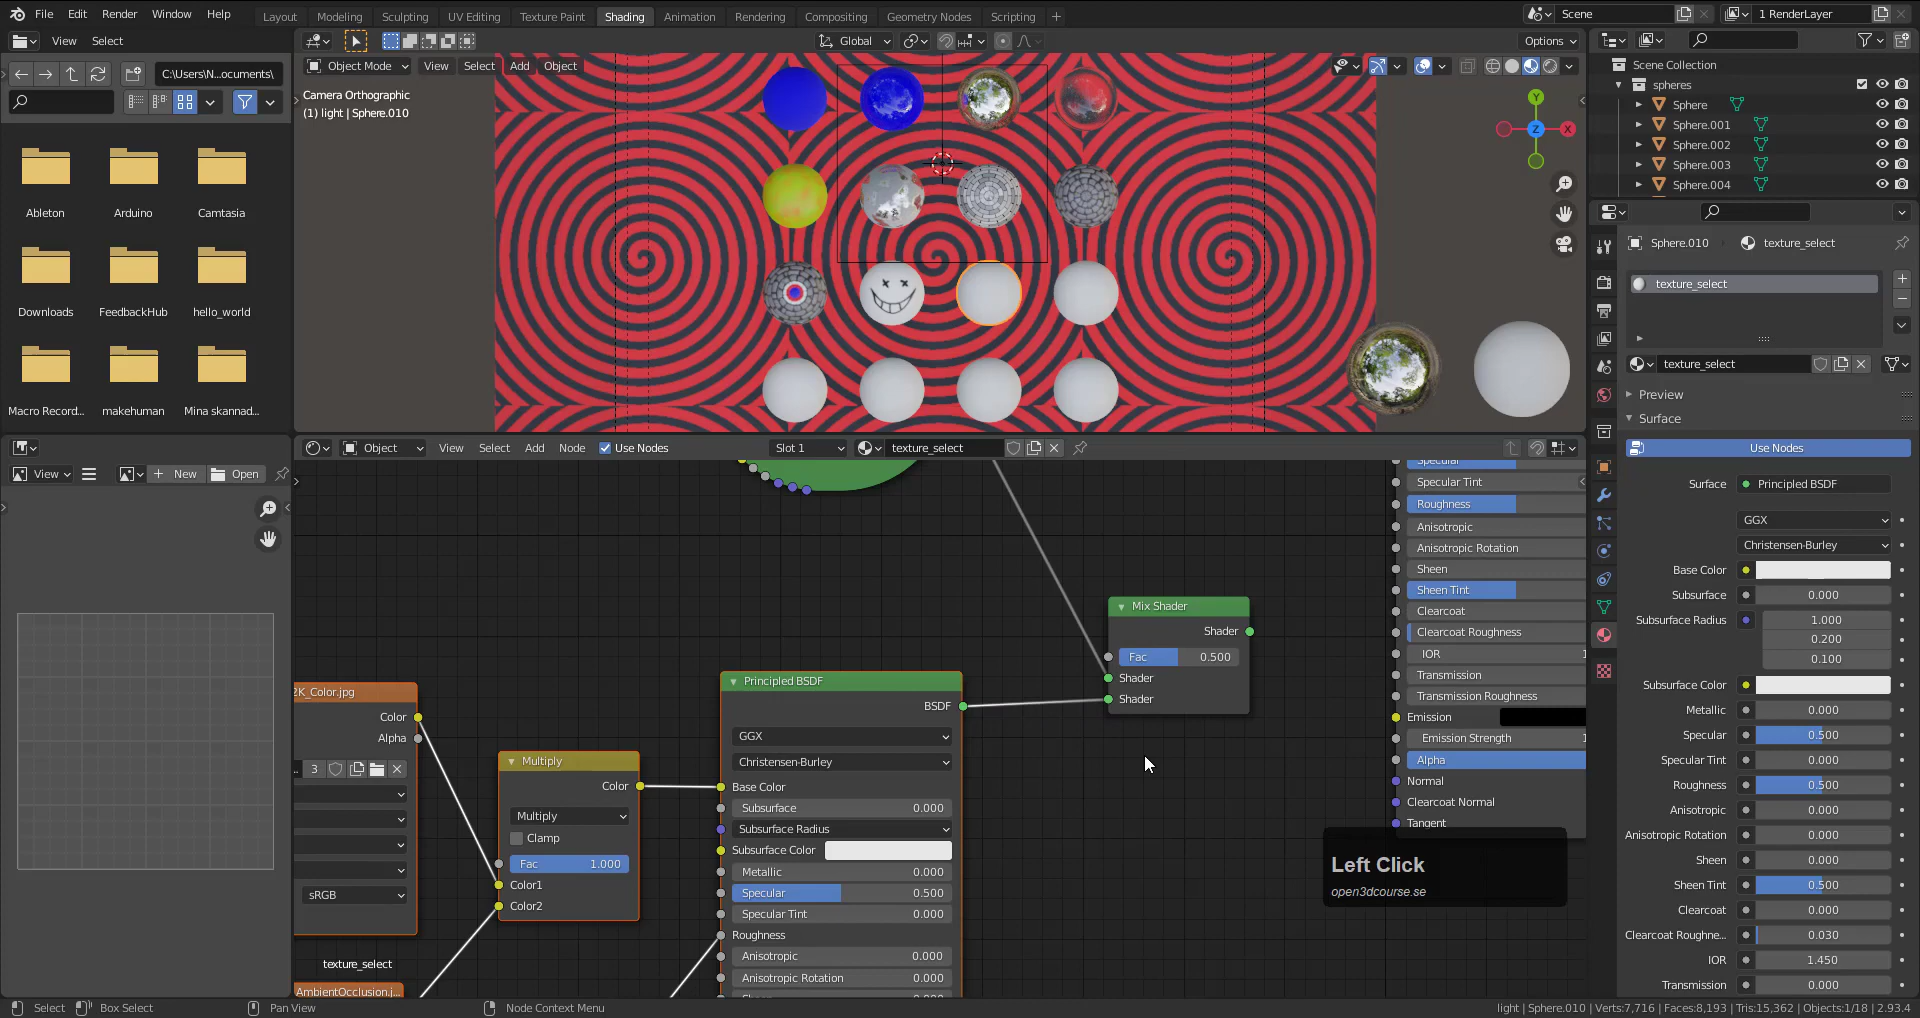 File Edit Render Window Help
Layout Modeling Sculpting UV Editing Texture Paint Shading Animation Rendering Compositing Geometry Nodes Scripting +
Scene
1 RenderLayer
View Select
C:\Users\N...ocuments\
Ableton Arduino Camtasia
Downloads FeedbackHub hello_world
Macro Record... makehuman Mina skannad...
Global
Options
Object Mode View Select Add Object
Camera Orthographic
(1) light | Sphere.010
Y
X
Z
Scene Collection
spheres
Sphere
Sphere.001
Sphere.002
Sphere.003
Sphere.004
View
New Open
Object View Select Add Node Use Nodes Slot 1 texture_select
2K_Color.jpg
Color
Alpha
3
sRGB
texture_select
AmbientOcclusion.j...
Multiply
Color
Multiply
Clamp
Fac 1.000
Color1
Color2
Principled BSDF
BSDF
GGX
Christensen-Burley
Base Color
Subsurface 0.000
Subsurface Radius
Subsurface Color
Metallic 0.000
Specular 0.500
Specular Tint 0.000
Roughness
Anisotropic 0.000
Anisotropic Rotation 0.000
Mix Shader
Shader
Fac 0.500
Shader
Shader
Specular
Specular Tint
Roughness
Anisotropic
Anisotropic Rotation
Sheen
Sheen Tint
Clearcoat
Clearcoat Roughness
IOR
Transmission
Transmission Roughness
Emission
Emission Strength
Alpha
Normal
Clearcoat Normal
Tangent
Left Click
open3dcourse.se
Sphere.010 texture_select
texture_select
texture_select
Preview
Surface
Use Nodes
Surface Principled BSDF
GGX
Christensen-Burley
Base Color
Subsurface 0.000
Subsurface Radius 1.000
0.200
0.100
Subsurface Color
Metallic 0.000
Specular 0.500
Specular Tint 0.000
Roughness 0.500
Anisotropic 0.000
Anisotropic Rotation 0.000
Sheen 0.000
Sheen Tint 0.500
Clearcoat 0.000
Clearcoat Roughne... 0.030
IOR 1.450
Transmission 0.000
Select Box Select Pan View Node Context Menu
light | Sphere.010 | Verts:7,716 | Faces:8,193 | Tris:15,362 | Objects:1/18 | 2.93.4